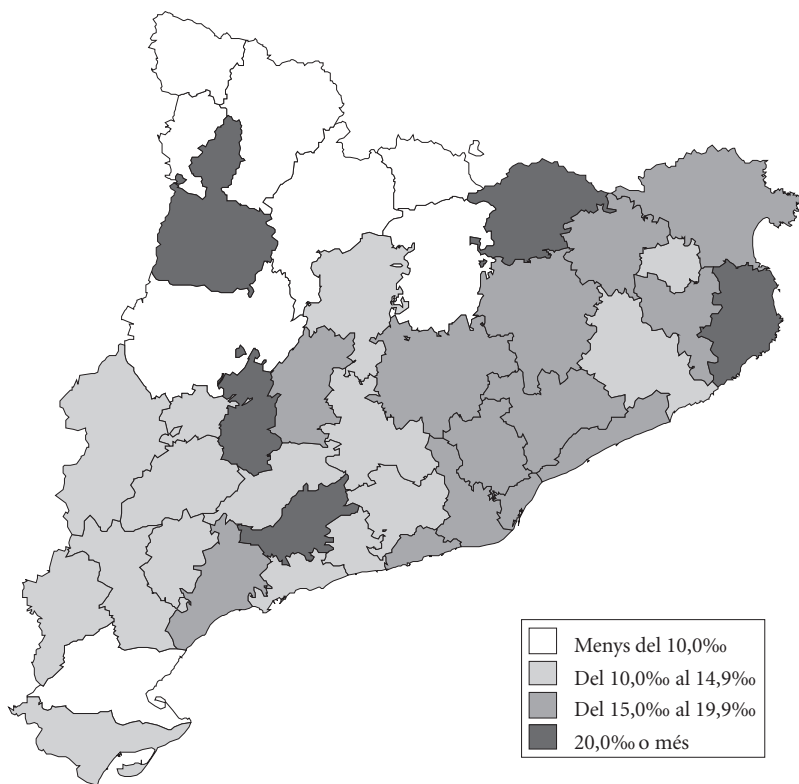 Menys del 10,0‰
Del 10,0‰ al 14,9‰
Del 15,0‰ al 19,9‰
20,0‰ o més